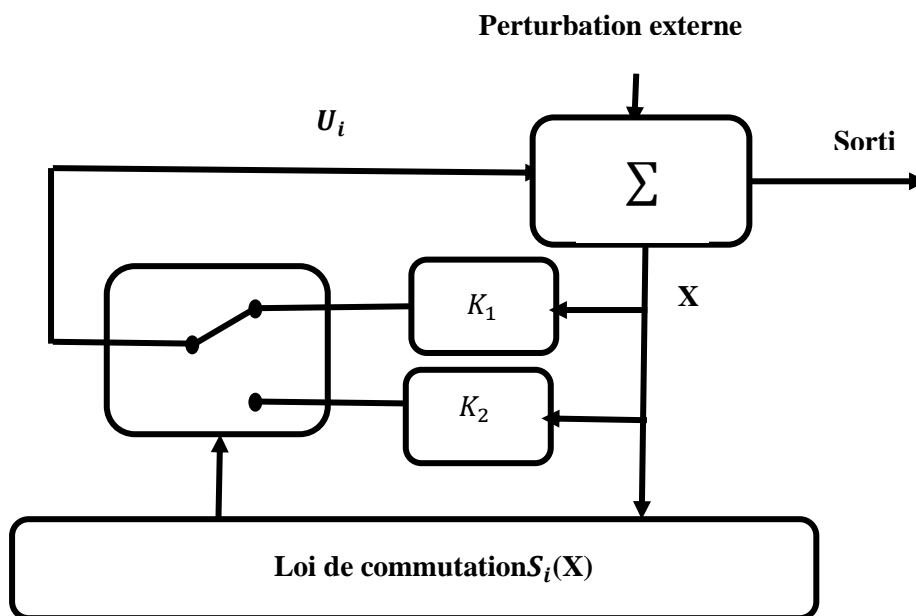 Perturbation externe
U_i
Sorti
Σ
K_1
X
K_2
Loi de commutationS_i(X)